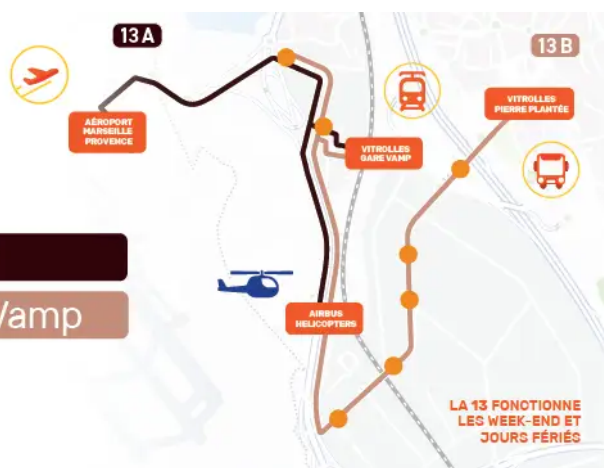 13 A
13 B
AÉROPORT
MARSEILLE
PROVENCE
VITROLLES
PIERRE PLANTÉE
VITROLLES
GARE VAMP
Vamp
AIRBUS
HELICOPTERS
LA 13 FONCTIONNE
LES WEEK-END ET
JOURS FÉRIÉS